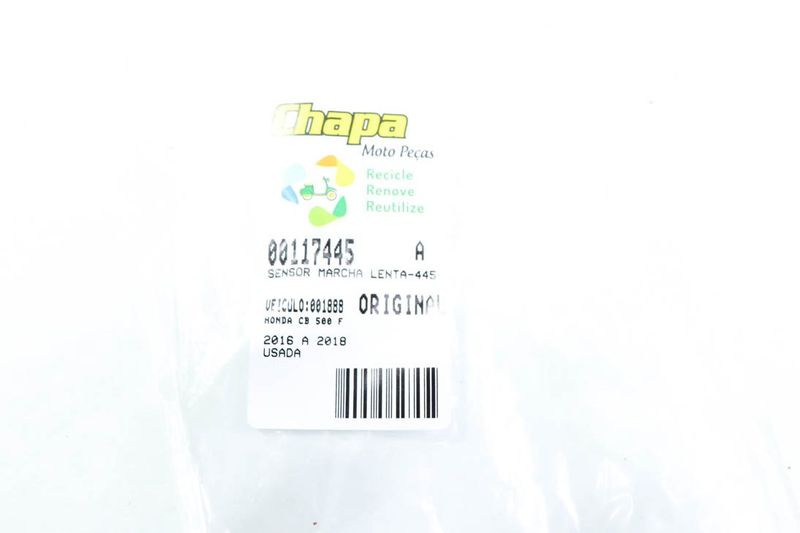 Chapa
Moto Peças
Recicle
Renove
Reutilize
00117445 A
SENSOR MARCHA LENTA-445
VEICULO:001888 ORIGINAL
HONDA CB 500 F
2016 A 2018
USADA